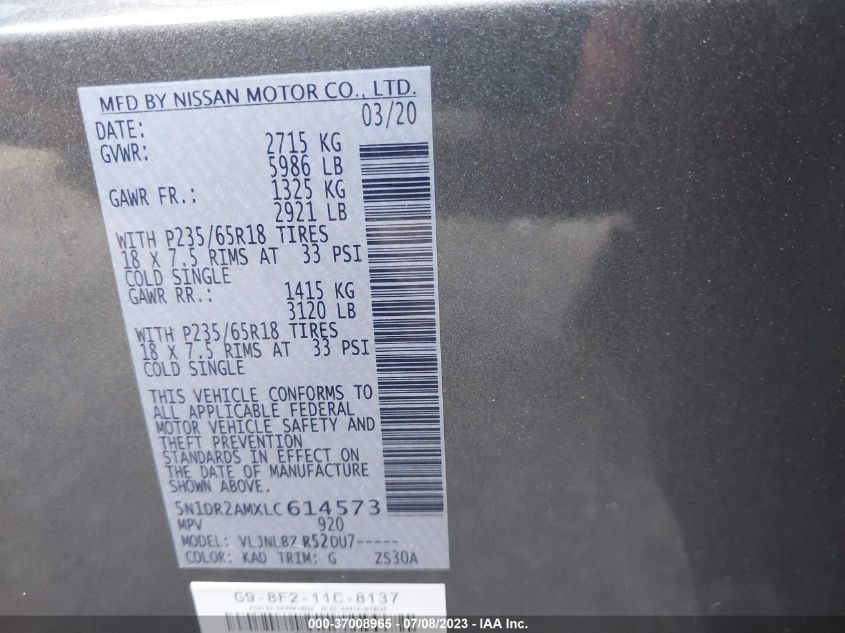 MFD BY NISSAN MOTOR CO., LTD.
DATE: 03/20
GVWR: 2715 KG
5986 LB
GAWR FR.: 1325 KG
2921 LB
WITH P235/65R18 TIRES
18 X 7.5 RIMS AT 33 PSI
COLD SINGLE
GAWR RR.: 1415 KG
3120 LB
WITH P235/65R18 TIRES
18 X 7.5 RIMS AT 33 PSI
COLD SINGLE
THIS VEHICLE CONFORMS TO
ALL APPLICABLE FEDERAL
MOTOR VEHICLE SAFETY AND
THEFT PREVENTION
STANDARDS IN EFFECT ON
THE DATE OF MANUFACTURE
SHOWN ABOVE.
5N1DR2AMXLC614573
MPV 920
MODEL: VLJNLBZ R52DU7-----
COLOR: KAD TRIM: G ZS30A
G9-8F2-11C-8137
000-37008965 - 07/08/2023 - IAA Inc.